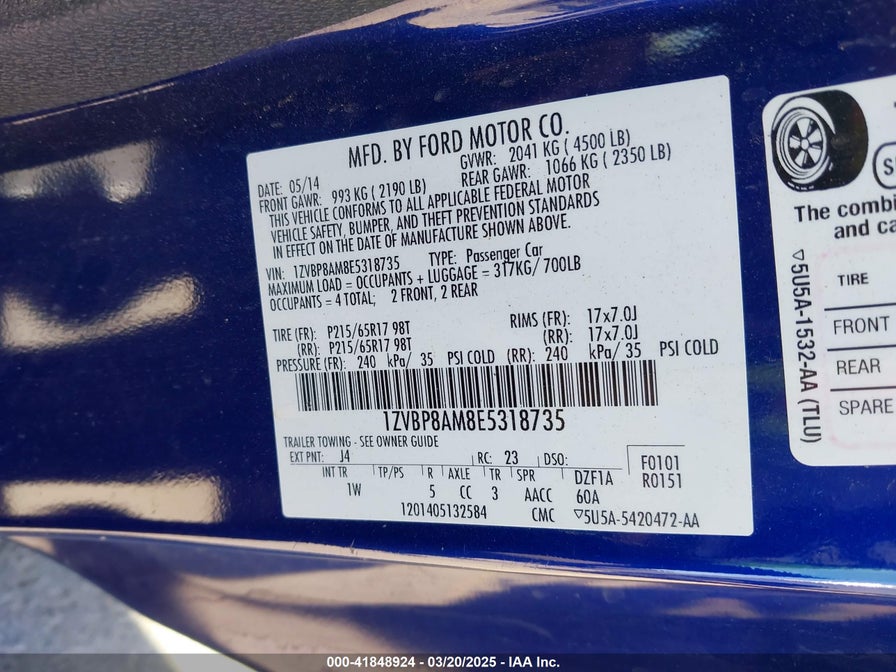 MFD. BY FORD MOTOR CO.
DATE: 05/14 GVWR: 2041 KG ( 4500 LB)
FRONT GAWR: 993 KG ( 2190 LB) REAR GAWR: 1066 KG ( 2350 LB)
THIS VEHICLE CONFORMS TO ALL APPLICABLE FEDERAL MOTOR
VEHICLE SAFETY, BUMPER, AND THEFT PREVENTION STANDARDS
IN EFFECT ON THE DATE OF MANUFACTURE SHOWN ABOVE.
VIN: 1ZVBP8AM8E5318735 TYPE: Passenger Car
MAXIMUM LOAD = OCCUPANTS + LUGGAGE = 317KG/ 700LB
OCCUPANTS = 4 TOTAL; 2 FRONT, 2 REAR
TIRE (FR): P215/65R17 98T RIMS (FR): 17x7.0J
(RR): P215/65R17 98T (RR): 17x7.0J
PRESSURE (FR): 240 kPa/ 35 PSI COLD (RR): 240 kPa/ 35 PSI COLD
1ZVBP8AM8E5318735
TRAILER TOWING - SEE OWNER GUIDE
EXT PNT: J4 RC: 23 DSO: F0101
INT TR TP/PS R AXLE TR SPR DZF1A R0151
1W 5 CC 3 AACC 60A
1201405132584 CMC ▽5U5A-5420472-AA
▽5U5A-1532-AA (TLU)
The combi
and ca
TIRE
FRONT
REAR
SPARE
000-41848924 - 03/20/2025 - IAA Inc.